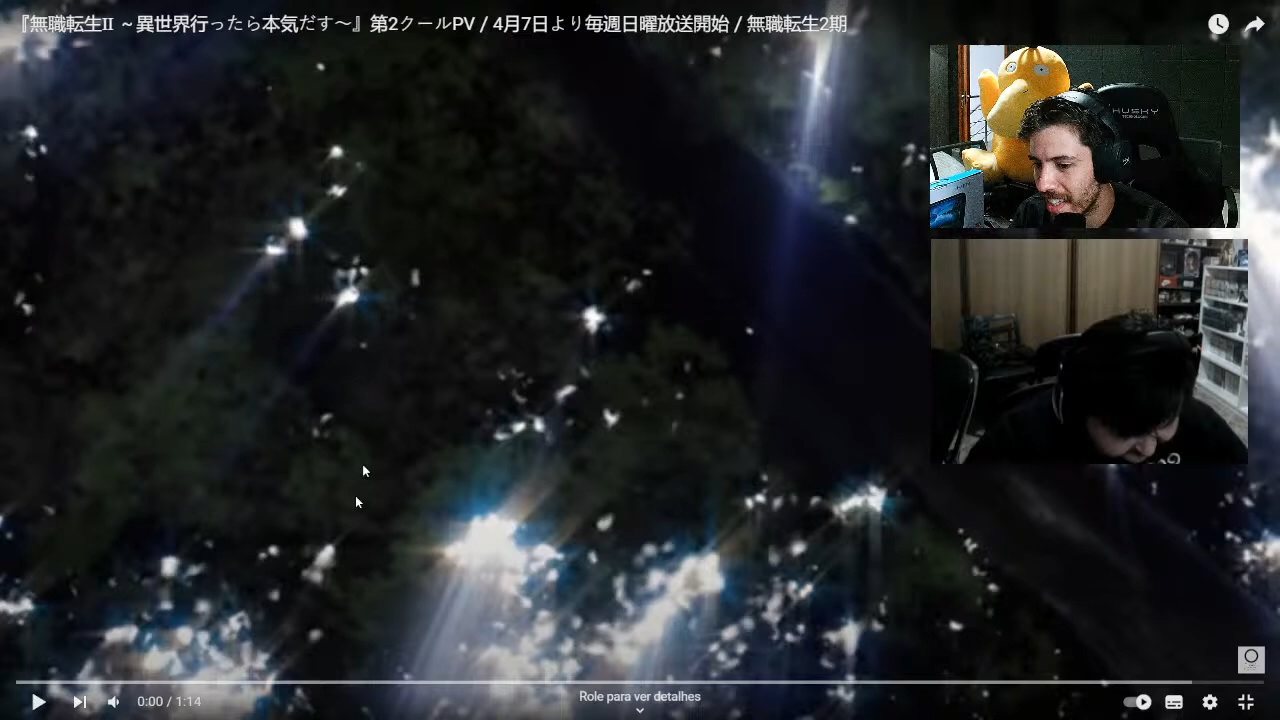 『無職転生II ～異世界行ったら本気だす～』第2クールPV / 4月7日より毎週日曜放送開始 / 無職転生2期
HUSKY
0:00 / 1:14
Role para ver detalhes